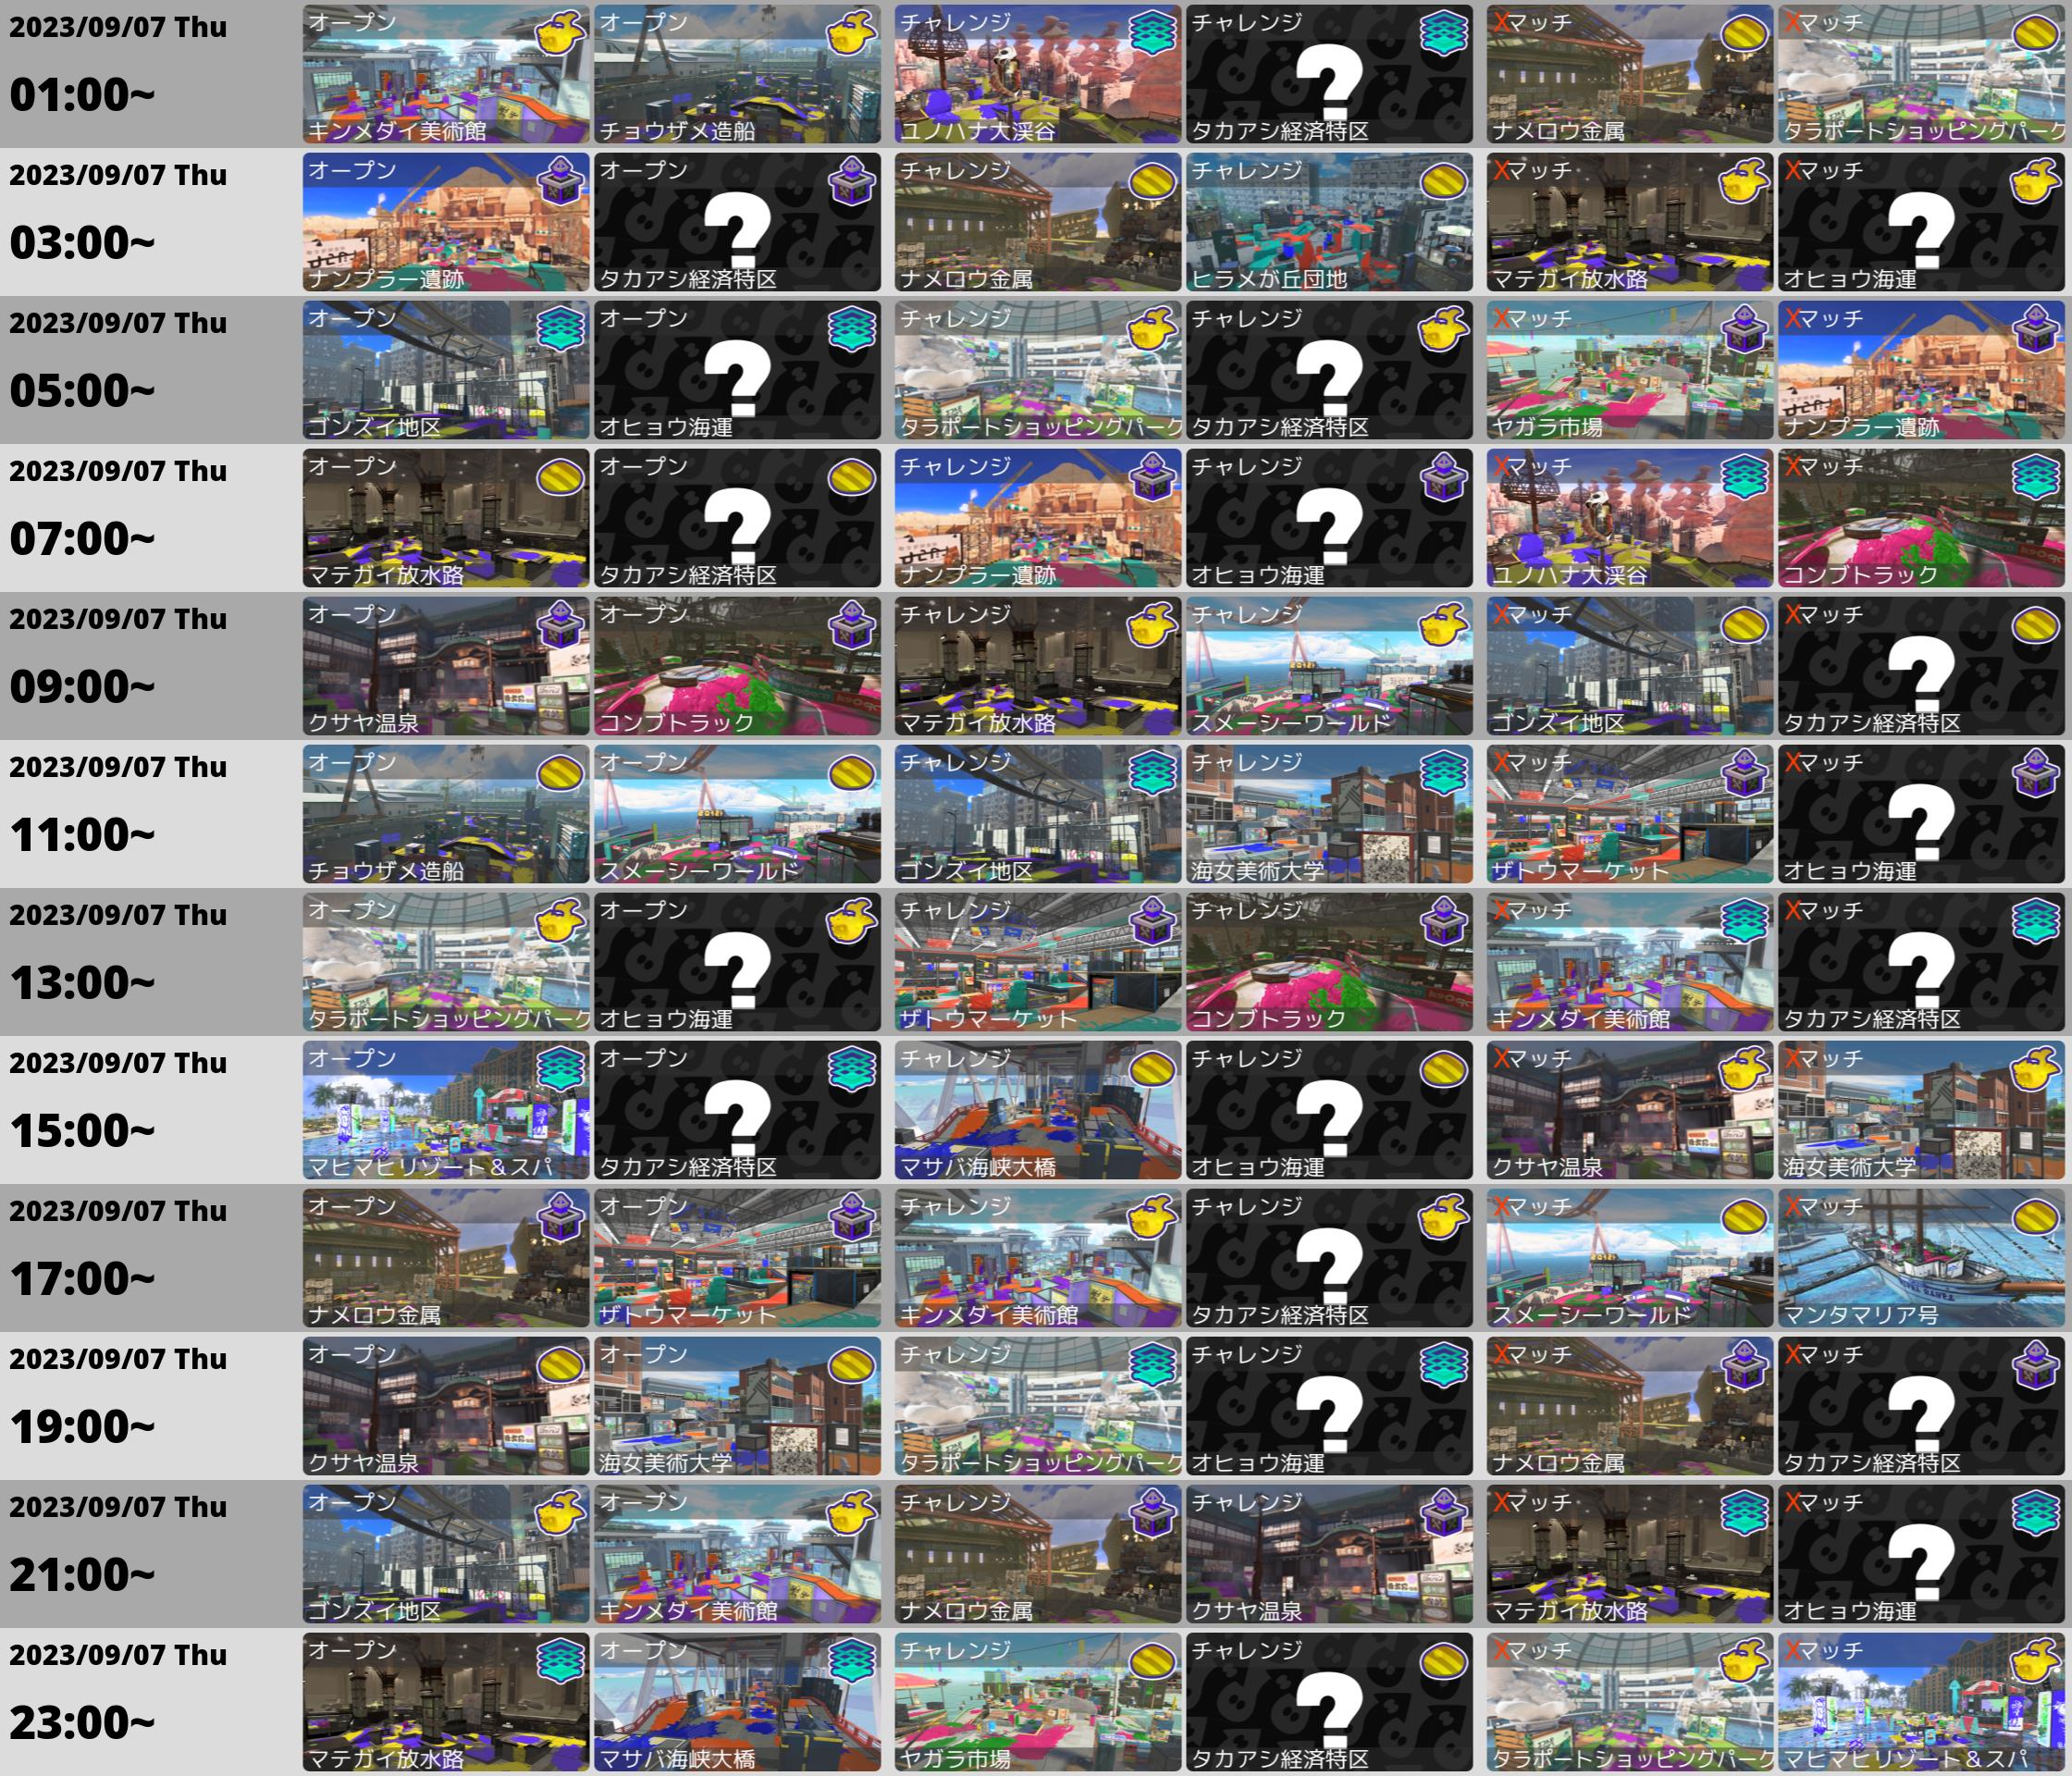 2023/09/07 Thu
01:00~
オープン
キンメダイ美術館
オープン
チョウザメ造船
チャレンジ
ユノハナ大渓谷
チャレンジ
?
タカアシ経済特区
Xマッチ
ナメロウ金属
Xマッチ
タラポートショッピングパーク
2023/09/07 Thu
03:00~
オープン
ナンプラー遺跡
オープン
?
タカアシ経済特区
チャレンジ
ナメロウ金属
チャレンジ
ヒラメが丘団地
Xマッチ
マテガイ放水路
Xマッチ
?
オヒョウ海運
2023/09/07 Thu
05:00~
オープン
ゴンズイ地区
オープン
?
オヒョウ海運
チャレンジ
タラポートショッピングパーク
チャレンジ
?
タカアシ経済特区
Xマッチ
ヤガラ市場
Xマッチ
ナンプラー遺跡
2023/09/07 Thu
07:00~
オープン
マテガイ放水路
オープン
?
タカアシ経済特区
チャレンジ
ナンプラー遺跡
チャレンジ
?
オヒョウ海運
Xマッチ
ユノハナ大渓谷
Xマッチ
コンブトラック
2023/09/07 Thu
09:00~
オープン
クサヤ温泉
オープン
コンブトラック
チャレンジ
マテガイ放水路
チャレンジ
スメーシーワールド
Xマッチ
ゴンズイ地区
Xマッチ
?
タカアシ経済特区
2023/09/07 Thu
11:00~
オープン
チョウザメ造船
オープン
スメーシーワールド
チャレンジ
ゴンズイ地区
チャレンジ
海女美術大学
Xマッチ
ザトウマーケット
Xマッチ
?
オヒョウ海運
2023/09/07 Thu
13:00~
オープン
タラポートショッピングパーク
オープン
?
オヒョウ海運
チャレンジ
ザトウマーケット
チャレンジ
コンブトラック
Xマッチ
キンメダイ美術館
Xマッチ
?
タカアシ経済特区
2023/09/07 Thu
15:00~
オープン
マヒマヒリゾート&スパ
オープン
?
タカアシ経済特区
チャレンジ
マサバ海峡大橋
チャレンジ
?
オヒョウ海運
Xマッチ
クサヤ温泉
Xマッチ
海女美術大学
2023/09/07 Thu
17:00~
オープン
ナメロウ金属
オープン
ザトウマーケット
チャレンジ
キンメダイ美術館
チャレンジ
?
タカアシ経済特区
Xマッチ
スメーシーワールド
Xマッチ
マンタマリア号
2023/09/07 Thu
19:00~
オープン
クサヤ温泉
オープン
海女美術大学
チャレンジ
タラポートショッピングパーク
チャレンジ
?
オヒョウ海運
Xマッチ
ナメロウ金属
Xマッチ
?
タカアシ経済特区
2023/09/07 Thu
21:00~
オープン
ゴンズイ地区
オープン
キンメダイ美術館
チャレンジ
ナメロウ金属
チャレンジ
クサヤ温泉
Xマッチ
マテガイ放水路
Xマッチ
?
オヒョウ海運
2023/09/07 Thu
23:00~
オープン
マテガイ放水路
オープン
マサバ海峡大橋
チャレンジ
ヤガラ市場
チャレンジ
?
タカアシ経済特区
Xマッチ
タラポートショッピングパーク
Xマッチ
マヒマヒリゾート&スパ